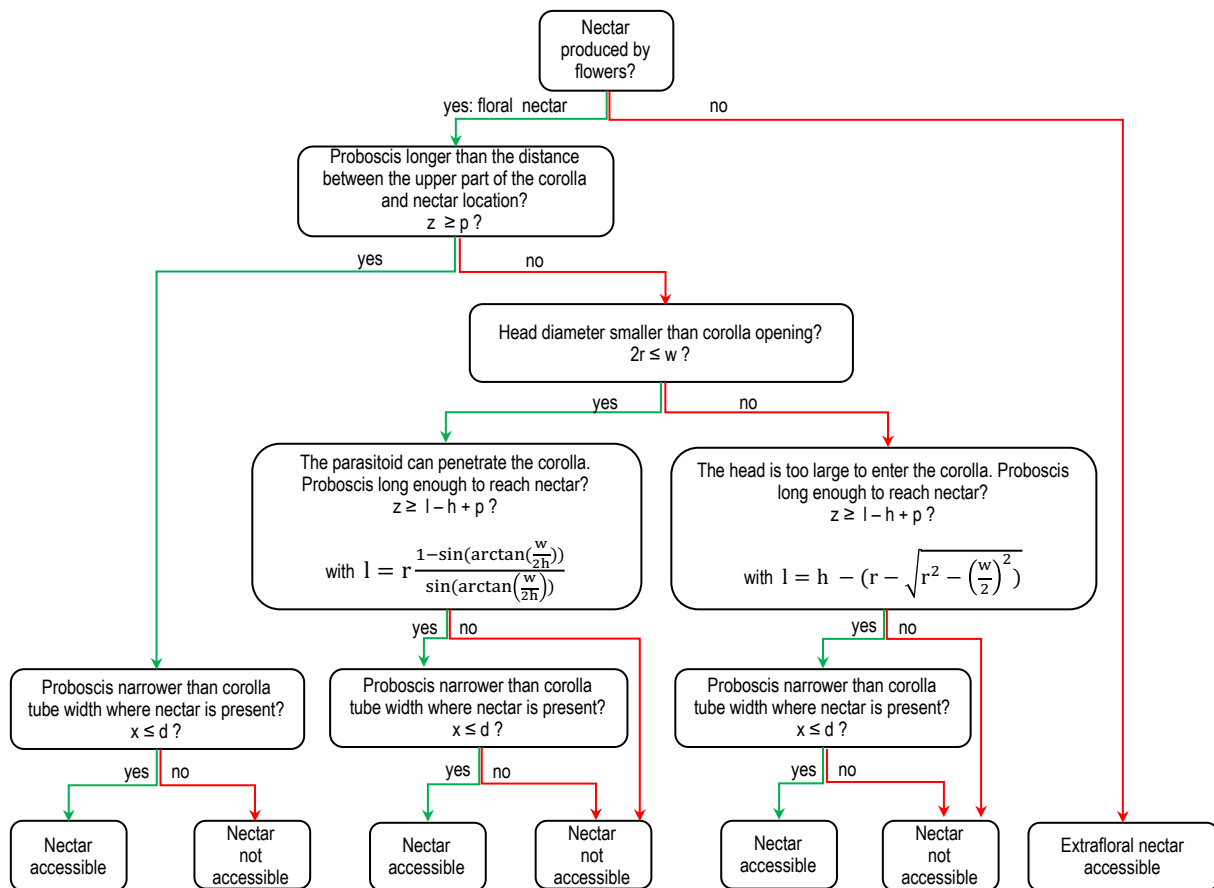 Nectar
produced by
flowers?
yes: floral nectar
no
Proboscis longer than the distance
between the upper part of the corolla
and nectar location?
z ≥ p ?
yes
no
Head diameter smaller than corolla opening?
2r ≤ w ?
yes
no
The parasitoid can penetrate the corolla.
Proboscis long enough to reach nectar?
z ≥ l – h + p ?
with l = r \frac{1−sin(arctan(\frac{w}{2h}))}{sin(arctan(\frac{w}{2h}))}
The head is too large to enter the corolla. Proboscis
long enough to reach nectar?
z ≥ l – h + p ?
with l = h − (r − \sqrt{r^2 − (\frac{w}{2})^2})
yes
no
yes
no
Proboscis narrower than corolla
tube width where nectar is present?
x ≤ d ?
Proboscis narrower than corolla
tube width where nectar is present?
x ≤ d ?
Proboscis narrower than corolla
tube width where nectar is present?
x ≤ d ?
yes
no
yes
no
yes
no
Nectar
accessible
Nectar
not
accessible
Nectar
accessible
Nectar
not
accessible
Nectar
accessible
Nectar
not
accessible
Extrafloral nectar
accessible